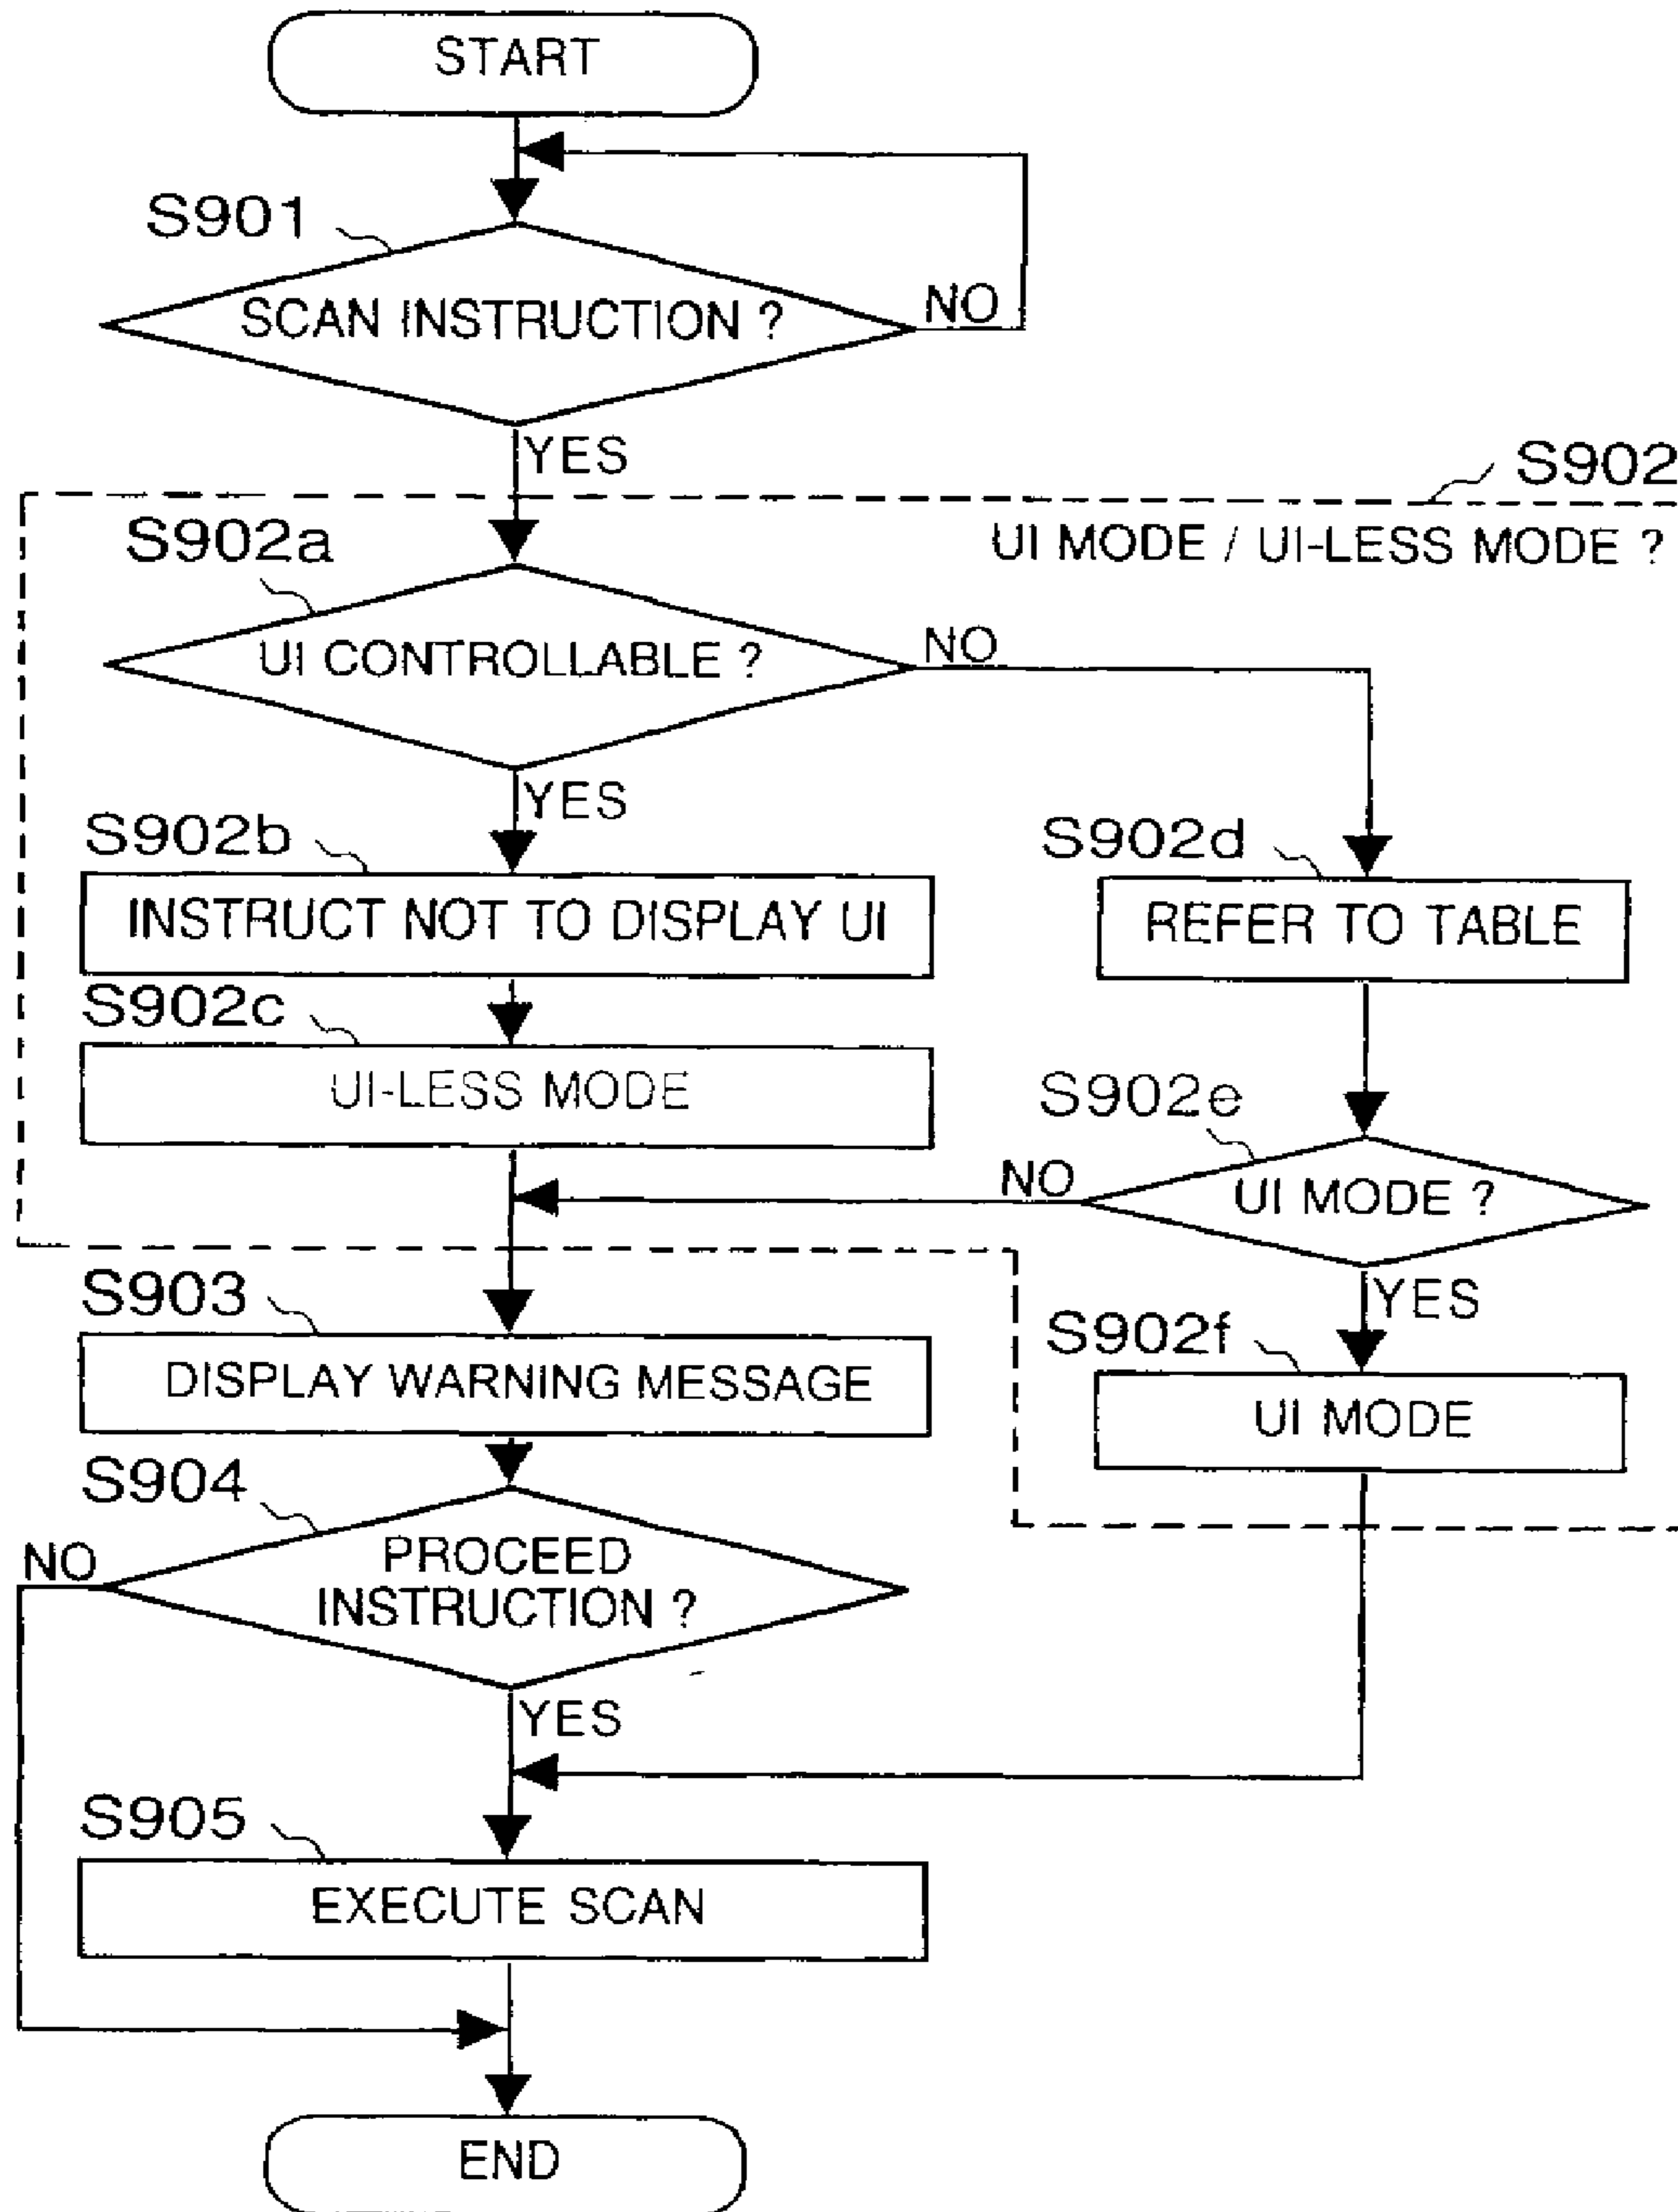 START
S901
SCAN INSTRUCTION ?
NO
YES
S902
UI MODE / UI-LESS MODE ?
S902a
UI CONTROLLABLE ?
NO
YES
S902b
INSTRUCT NOT TO DISPLAY UI
S902d
REFER TO TABLE
S902c
UI-LESS MODE
S902e
UI MODE ?
NO
YES
S903
DISPLAY WARNING MESSAGE
S902f
UI MODE
S904
PROCEED
INSTRUCTION ?
NO
YES
S905
EXECUTE SCAN
END